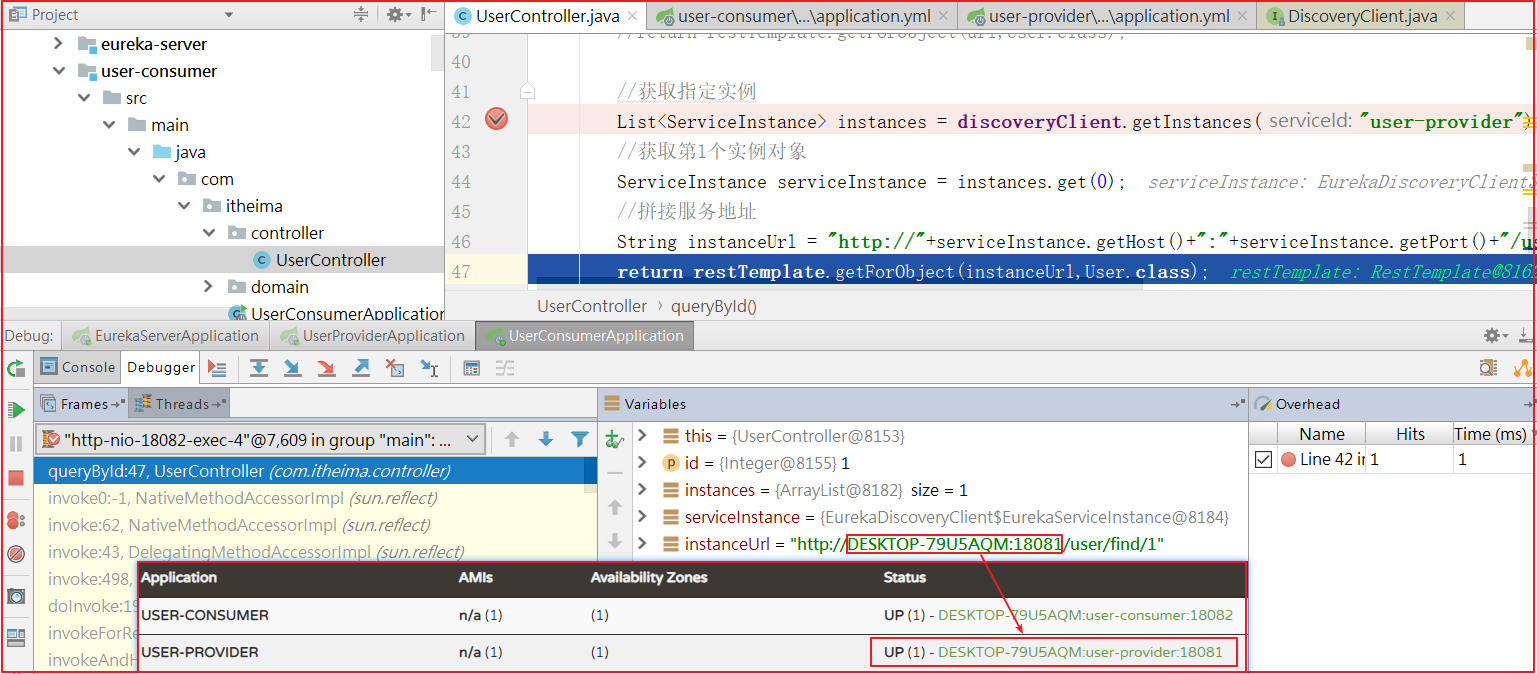 Project
UserController.java
user-consumer\...\application.yml
user-provider\...\application.yml
DiscoveryClient.java
eureka-server
user-consumer
src
main
java
com
itheima
controller
UserController
domain
UserConsumerApplication
39 //return restTemplate.getForObject(url,User.class);
40
41 //获取指定实例
42 List<ServiceInstance> instances = discoveryClient.getInstances( serviceId: "user-provider")
43 //获取第1个实例对象
44 ServiceInstance serviceInstance = instances.get(0); serviceInstance: EurekaDiscoveryClient$
45 //拼接服务地址
46 String instanceUrl = "http://"+serviceInstance.getHost()+":"+serviceInstance.getPort()+"/us
47 return restTemplate.getForObject(instanceUrl,User.class); restTemplate: RestTemplate@816
UserController › queryById()
Debug: EurekaServerApplication UserProviderApplication UserConsumerApplication
Console Debugger
Frames Threads
"http-nio-18082-exec-4"@7,609 in group "main": ...
queryById:47, UserController (com.itheima.controller)
invoke0:-1, NativeMethodAccessorImpl (sun.reflect)
invoke:62, NativeMethodAccessorImpl (sun.reflect)
invoke:43, DelegatingMethodAccessorImpl (sun.reflect)
invoke:498,
doInvoke:19
invokeForRe
invokeAndH
Variables
this = {UserController@8153}
p id = {Integer@8155} 1
instances = {ArrayList@8182} size = 1
serviceInstance = {EurekaDiscoveryClient$EurekaServiceInstance@8184}
instanceUrl = "http://DESKTOP-79U5AQM:18081/user/find/1"
Overhead
Name Hits Time (ms)
Line 42 in 1 1
Application AMIs Availability Zones Status
USER-CONSUMER n/a (1) (1) UP (1) - DESKTOP-79U5AQM:user-consumer:18082
USER-PROVIDER n/a (1) (1) UP (1) - DESKTOP-79U5AQM:user-provider:18081